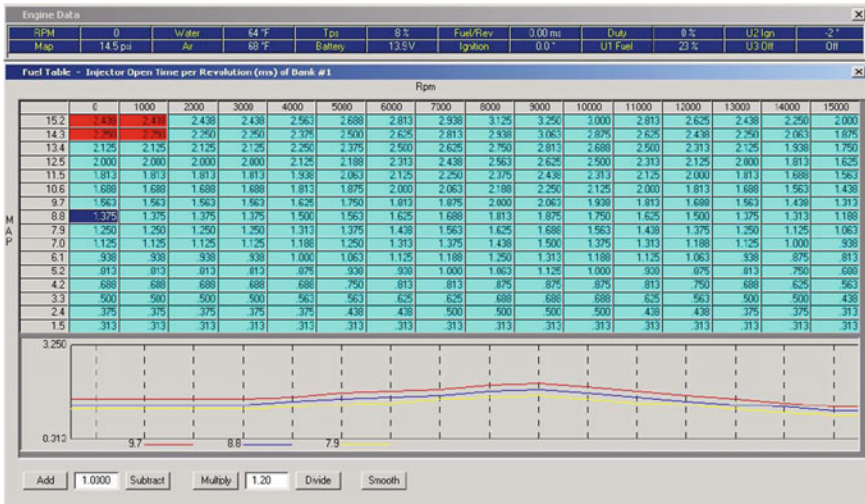 Engine Data
RPM 0 Water 64 °F Tps 8 % Fuel/Rev 0.00 ms Duty 0 % U2 Ign -2 °
Map 14.5 psi Air 68 °F Battery 13.9V Ignition 0.0 ° U1 Fuel 23 % U3 Off Off
Fuel Table - Injector Open Time per Revolution (ms) of Bank #1
Rpm
0 1000 2000 3000 4000 5000 6000 7000 8000 9000 10000 11000 12000 13000 14000 15000
15.2 2.438 2.438 2.438 2.438 2.563 2.688 2.813 2.938 3.125 3.250 3.000 2.813 2.625 2.438 2.250 2.000
14.3 2.250 2.250 2.250 2.250 2.375 2.500 2.625 2.813 2.938 3.063 2.875 2.625 2.438 2.250 2.063 1.875
13.4 2.125 2.125 2.125 2.125 2.250 2.375 2.500 2.625 2.750 2.813 2.688 2.500 2.313 2.125 1.938 1.750
12.5 2.000 2.000 2.000 2.000 2.125 2.188 2.313 2.438 2.563 2.625 2.500 2.313 2.125 2.000 1.813 1.625
11.5 1.813 1.813 1.813 1.813 1.938 2.063 2.125 2.250 2.375 2.438 2.313 2.125 2.000 1.813 1.688 1.563
10.6 1.688 1.688 1.688 1.688 1.813 1.875 2.000 2.063 2.188 2.250 2.125 2.000 1.813 1.688 1.563 1.438
9.7 1.563 1.563 1.563 1.563 1.625 1.750 1.813 1.875 2.000 2.063 1.938 1.813 1.688 1.563 1.438 1.313
MAP
8.8 1.375 1.375 1.375 1.375 1.500 1.563 1.625 1.688 1.813 1.875 1.750 1.625 1.500 1.375 1.313 1.188
7.9 1.250 1.250 1.250 1.250 1.313 1.375 1.438 1.563 1.625 1.688 1.563 1.438 1.375 1.250 1.125 1.063
7.0 1.125 1.125 1.125 1.125 1.188 1.250 1.313 1.375 1.438 1.500 1.375 1.313 1.188 1.125 1.000 .938
6.1 .938 .938 .938 .938 1.000 1.063 1.125 1.188 1.250 1.313 1.188 1.125 1.063 .938 .875 .813
5.2 .813 .813 .813 .813 .875 .938 .938 1.000 1.063 1.125 1.000 .938 .875 .813 .750 .688
4.2 .688 .688 .688 .688 .688 .750 .813 .813 .875 .875 .875 .813 .750 .688 .625 .563
3.3 .500 .500 .500 .500 .563 .563 .625 .625 .688 .688 .688 .625 .563 .500 .500 .438
2.4 .375 .375 .375 .375 .375 .438 .438 .500 .500 .500 .500 .438 .438 .375 .375 .313
1.5 .313 .313 .313 .313 .313 .313 .313 .313 .313 .313 .313 .313 .313 .313 .313 .313
3.250
0.313
9.7 8.8 7.9
Add 1.0000 Subtract Multiply 1.20 Divide Smooth